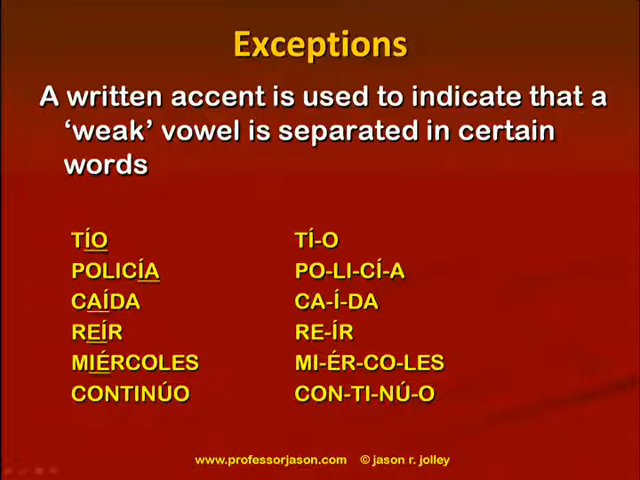 Exceptions
A written accent is used to indicate that a
‘weak’ vowel is separated in certain
words
TÍO TÍ-O
POLICÍA PO-LI-CÍ-A
CAÍDA CA-Í-DA
REÍR RE-ÍR
MIÉRCOLES MI-ÉR-CO-LES
CONTINÚO CON-TI-NÚ-O
www.professorjason.com © jason r. jolley